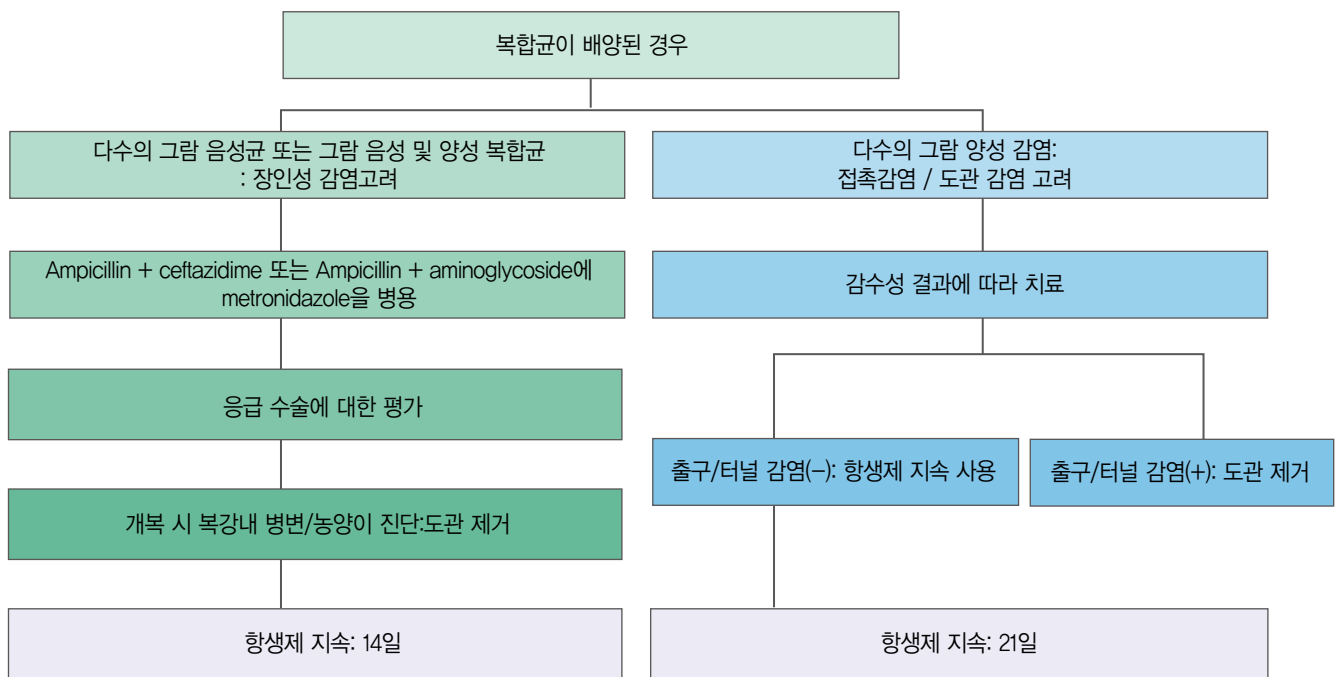 복합균이 배양된 경우
다수의 그람 음성균 또는 그람 음성 및 양성 복합균
: 장인성 감염고려
다수의 그람 양성 감염:
접촉감염 / 도관 감염 고려
Ampicillin + ceftazidime 또는 Ampicillin + aminoglycoside에
metronidazole을 병용
감수성 결과에 따라 치료
응급 수술에 대한 평가
출구/터널 감염(-): 항생제 지속 사용
출구/터널 감염(+): 도관 제거
개복 시 복강내 병변/농양이 진단:도관 제거
항생제 지속: 14일
항생제 지속: 21일